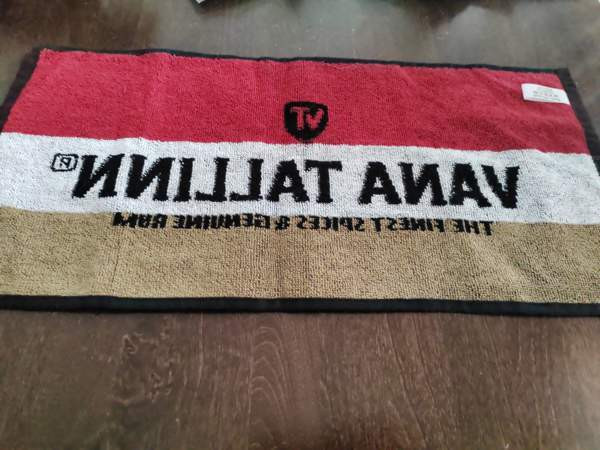 TV
VANA TALLINN®
THE FINEST SPICES & GENUINE RUM